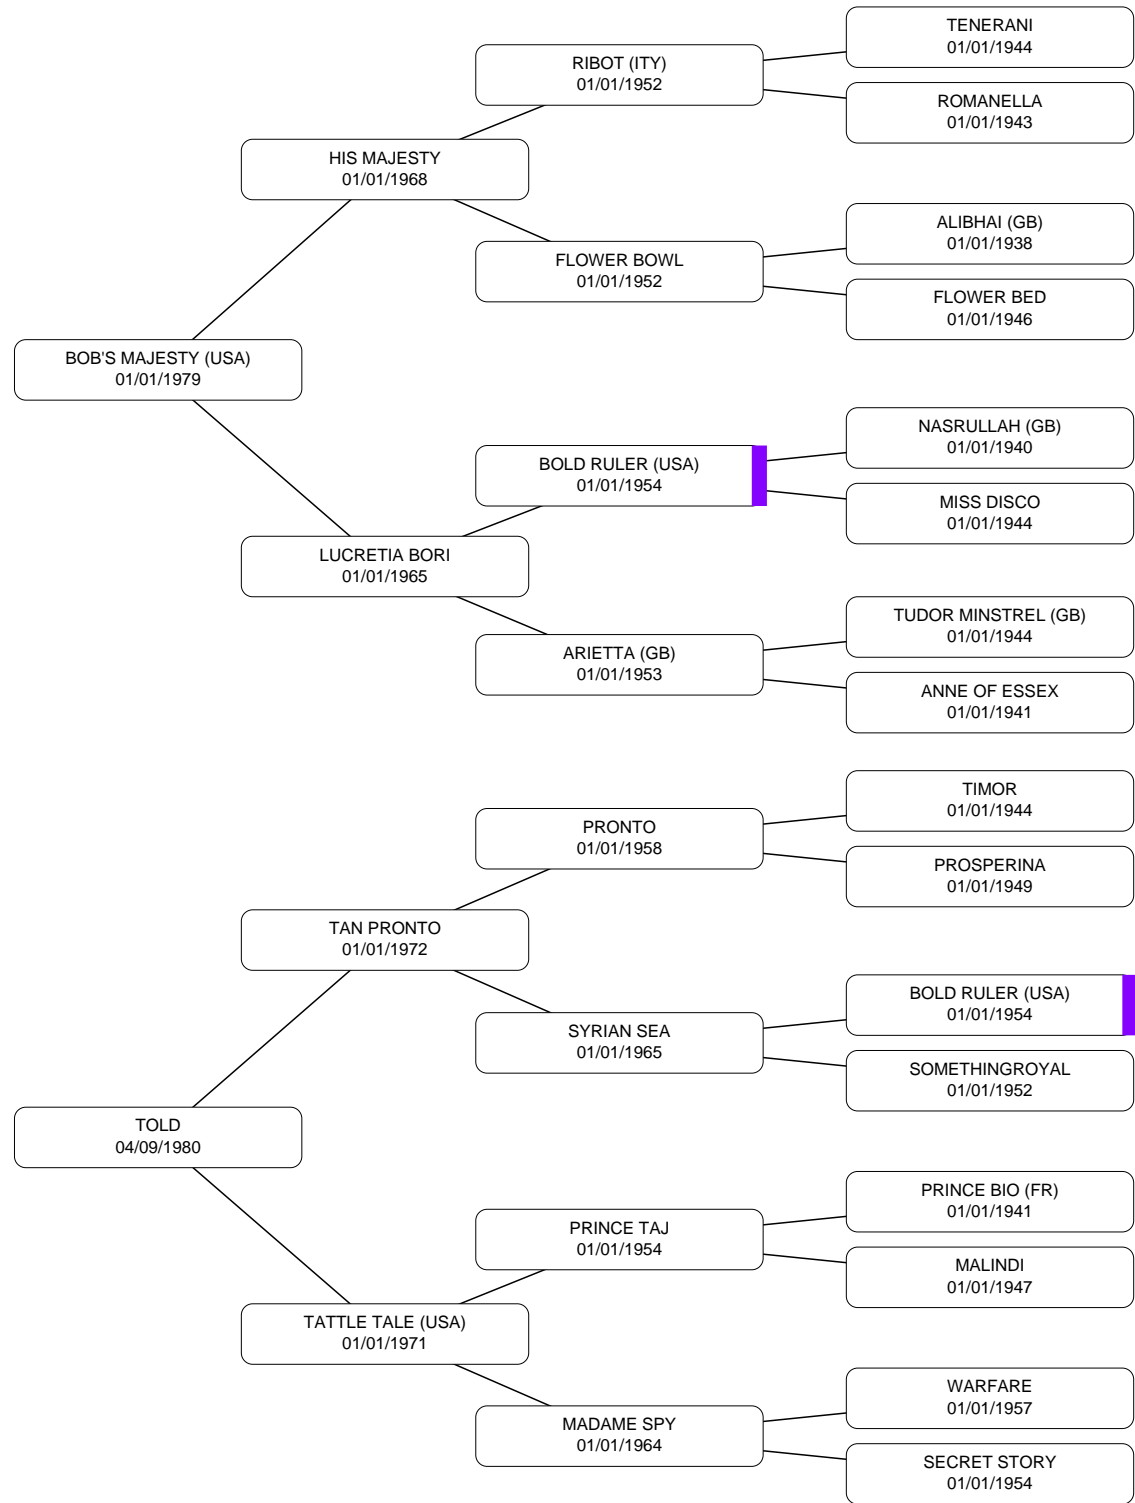 TENERANI
01/01/1944
RIBOT (ITY)
01/01/1952
ROMANELLA
01/01/1943
HIS MAJESTY
01/01/1968
ALIBHAI (GB)
01/01/1938
FLOWER BOWL
01/01/1952
FLOWER BED
01/01/1946
BOB'S MAJESTY (USA)
01/01/1979
NASRULLAH (GB)
01/01/1940
BOLD RULER (USA)
01/01/1954
MISS DISCO
01/01/1944
LUCRETIA BORI
01/01/1965
TUDOR MINSTREL (GB)
01/01/1944
ARIETTA (GB)
01/01/1953
ANNE OF ESSEX
01/01/1941
TIMOR
01/01/1944
PRONTO
01/01/1958
PROSPERINA
01/01/1949
TAN PRONTO
01/01/1972
BOLD RULER (USA)
01/01/1954
SYRIAN SEA
01/01/1965
SOMETHINGROYAL
01/01/1952
TOLD
04/09/1980
PRINCE BIO (FR)
01/01/1941
PRINCE TAJ
01/01/1954
MALINDI
01/01/1947
TATTLE TALE (USA)
01/01/1971
WARFARE
01/01/1957
MADAME SPY
01/01/1964
SECRET STORY
01/01/1954